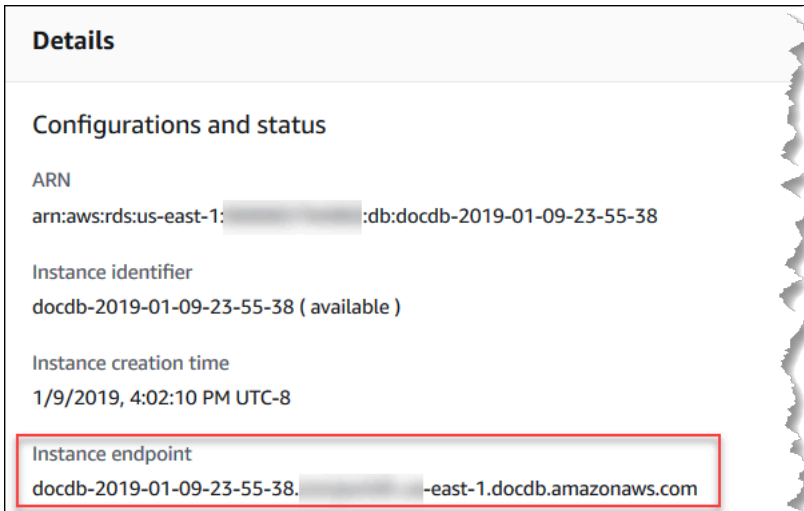 Details
Configurations and status
ARN
arn:aws:rds:us-east-1: :db:docdb-2019-01-09-23-55-38
Instance identifier
docdb-2019-01-09-23-55-38 ( available )
Instance creation time
1/9/2019, 4:02:10 PM UTC-8
Instance endpoint
docdb-2019-01-09-23-55-38. -east-1.docdb.amazonaws.com